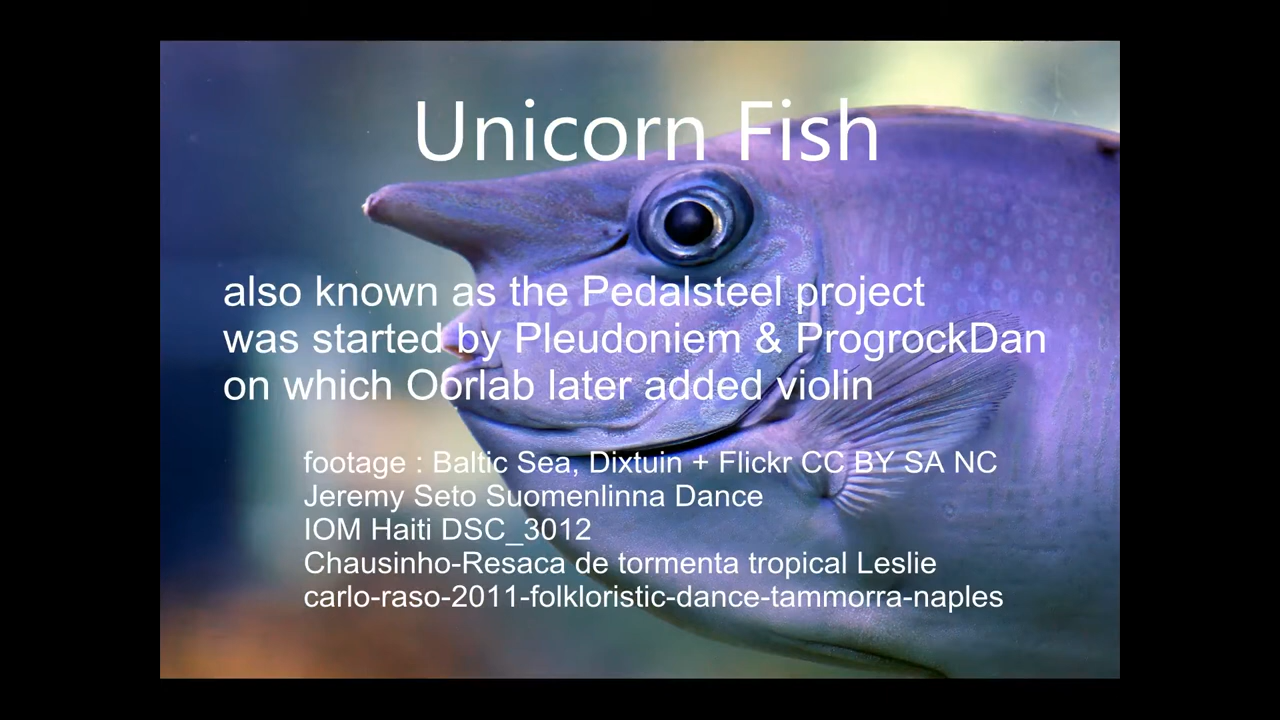 Unicorn Fish
also known as the Pedalsteel project
was started by Pleudoniem & ProgrockDan
on which Oorlab later added violin
footage : Baltic Sea, Dixtuin + Flickr CC BY SA NC
Jeremy Seto Suomenlinna Dance
IOM Haiti DSC_3012
Chausinho-Resaca de tormenta tropical Leslie
carlo-raso-2011-folkloristic-dance-tammorra-naples